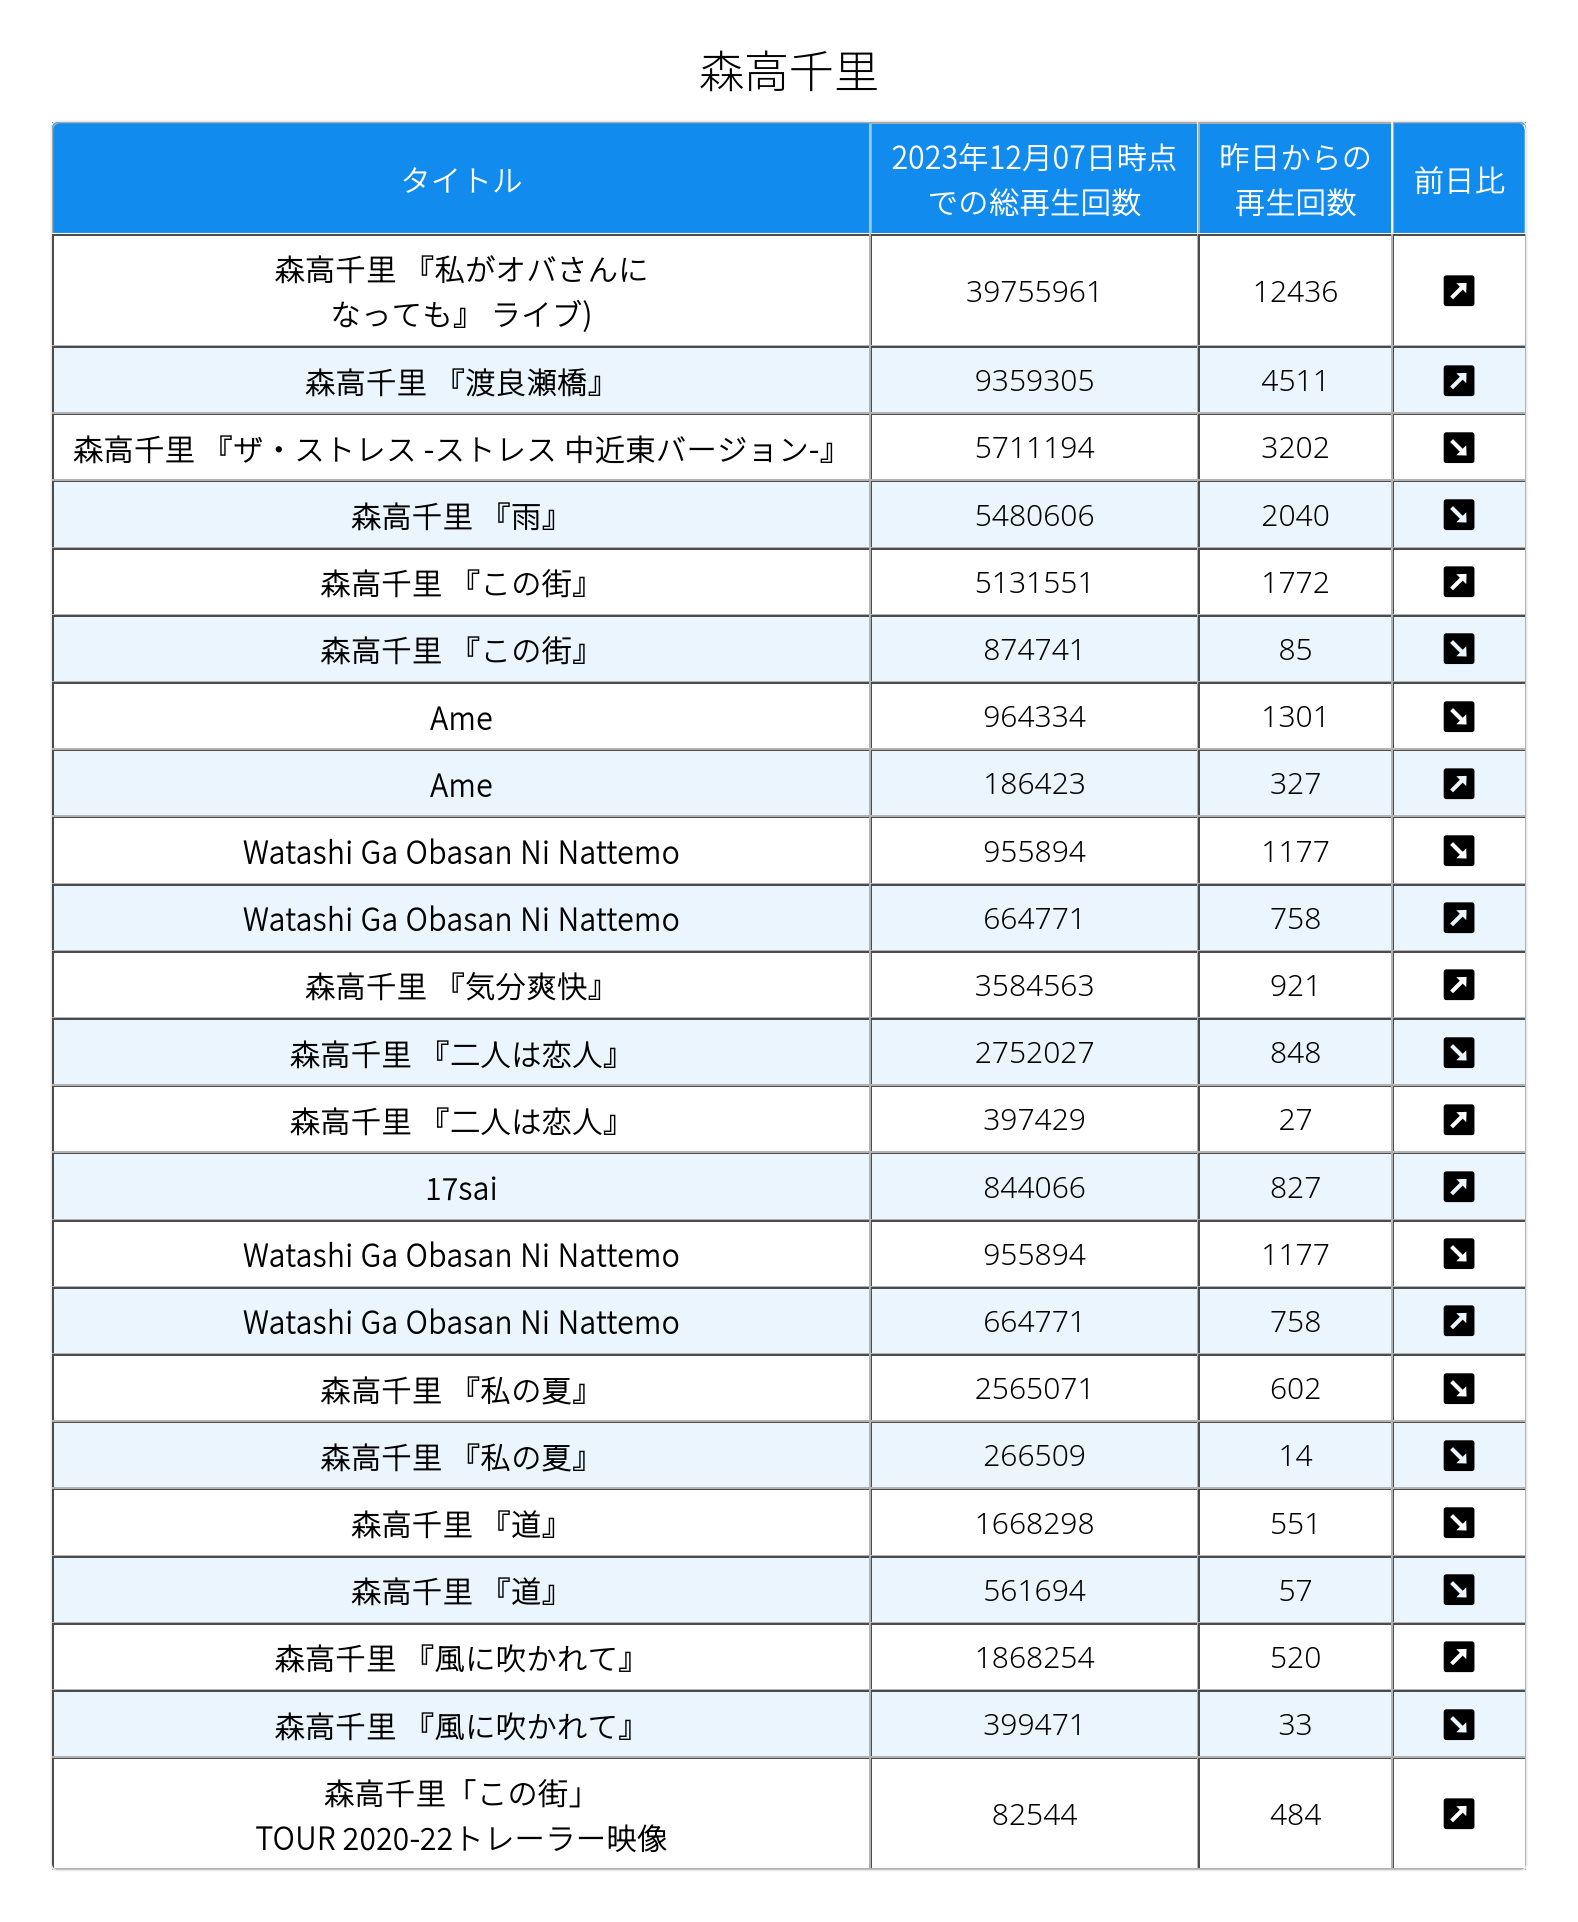 森高千里
タイトル
2023年12月07日時点
での総再生回数
昨日からの
再生回数
前日比
森高千里 『私がオバさんに
なっても』 ライブ)
39755961
12436
森高千里 『渡良瀬橋』
9359305
4511
森高千里 『ザ・ストレス -ストレス 中近東バージョン-』
5711194
3202
森高千里 『雨』
5480606
2040
森高千里 『この街』
5131551
1772
森高千里 『この街』
874741
85
Ame
964334
1301
Ame
186423
327
Watashi Ga Obasan Ni Nattemo
955894
1177
Watashi Ga Obasan Ni Nattemo
664771
758
森高千里 『気分爽快』
3584563
921
森高千里 『二人は恋人』
2752027
848
森高千里 『二人は恋人』
397429
27
17sai
844066
827
Watashi Ga Obasan Ni Nattemo
955894
1177
Watashi Ga Obasan Ni Nattemo
664771
758
森高千里 『私の夏』
2565071
602
森高千里 『私の夏』
266509
14
森高千里 『道』
1668298
551
森高千里 『道』
561694
57
森高千里 『風に吹かれて』
1868254
520
森高千里 『風に吹かれて』
399471
33
森高千里「この街」
TOUR 2020-22トレーラー映像
82544
484